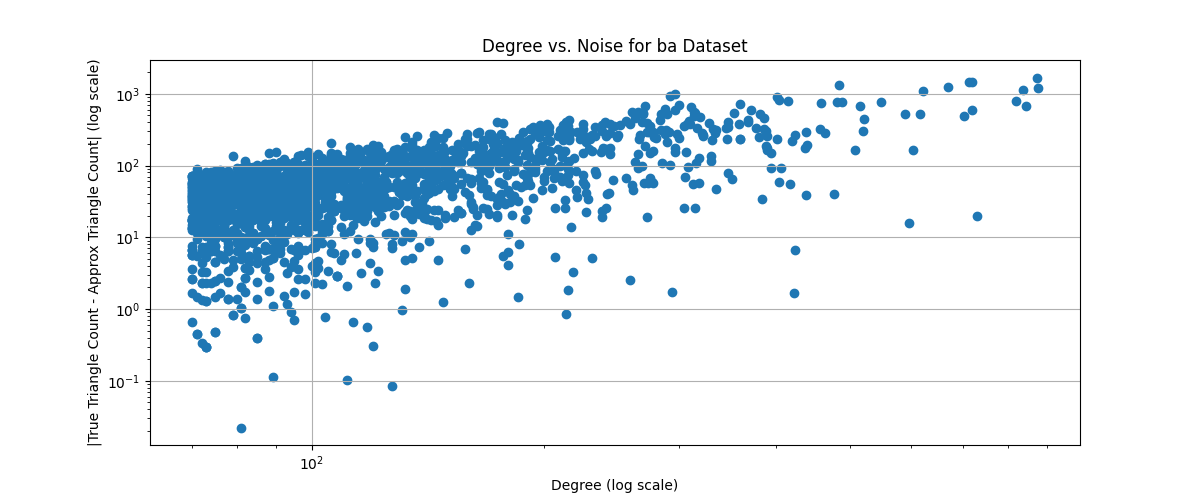 Degree vs. Noise for ba Dataset
|True Triangle Count - Approx Triangle Count| (log scale)
10³
10²
10¹
10⁰
10⁻¹
10²
Degree (log scale)